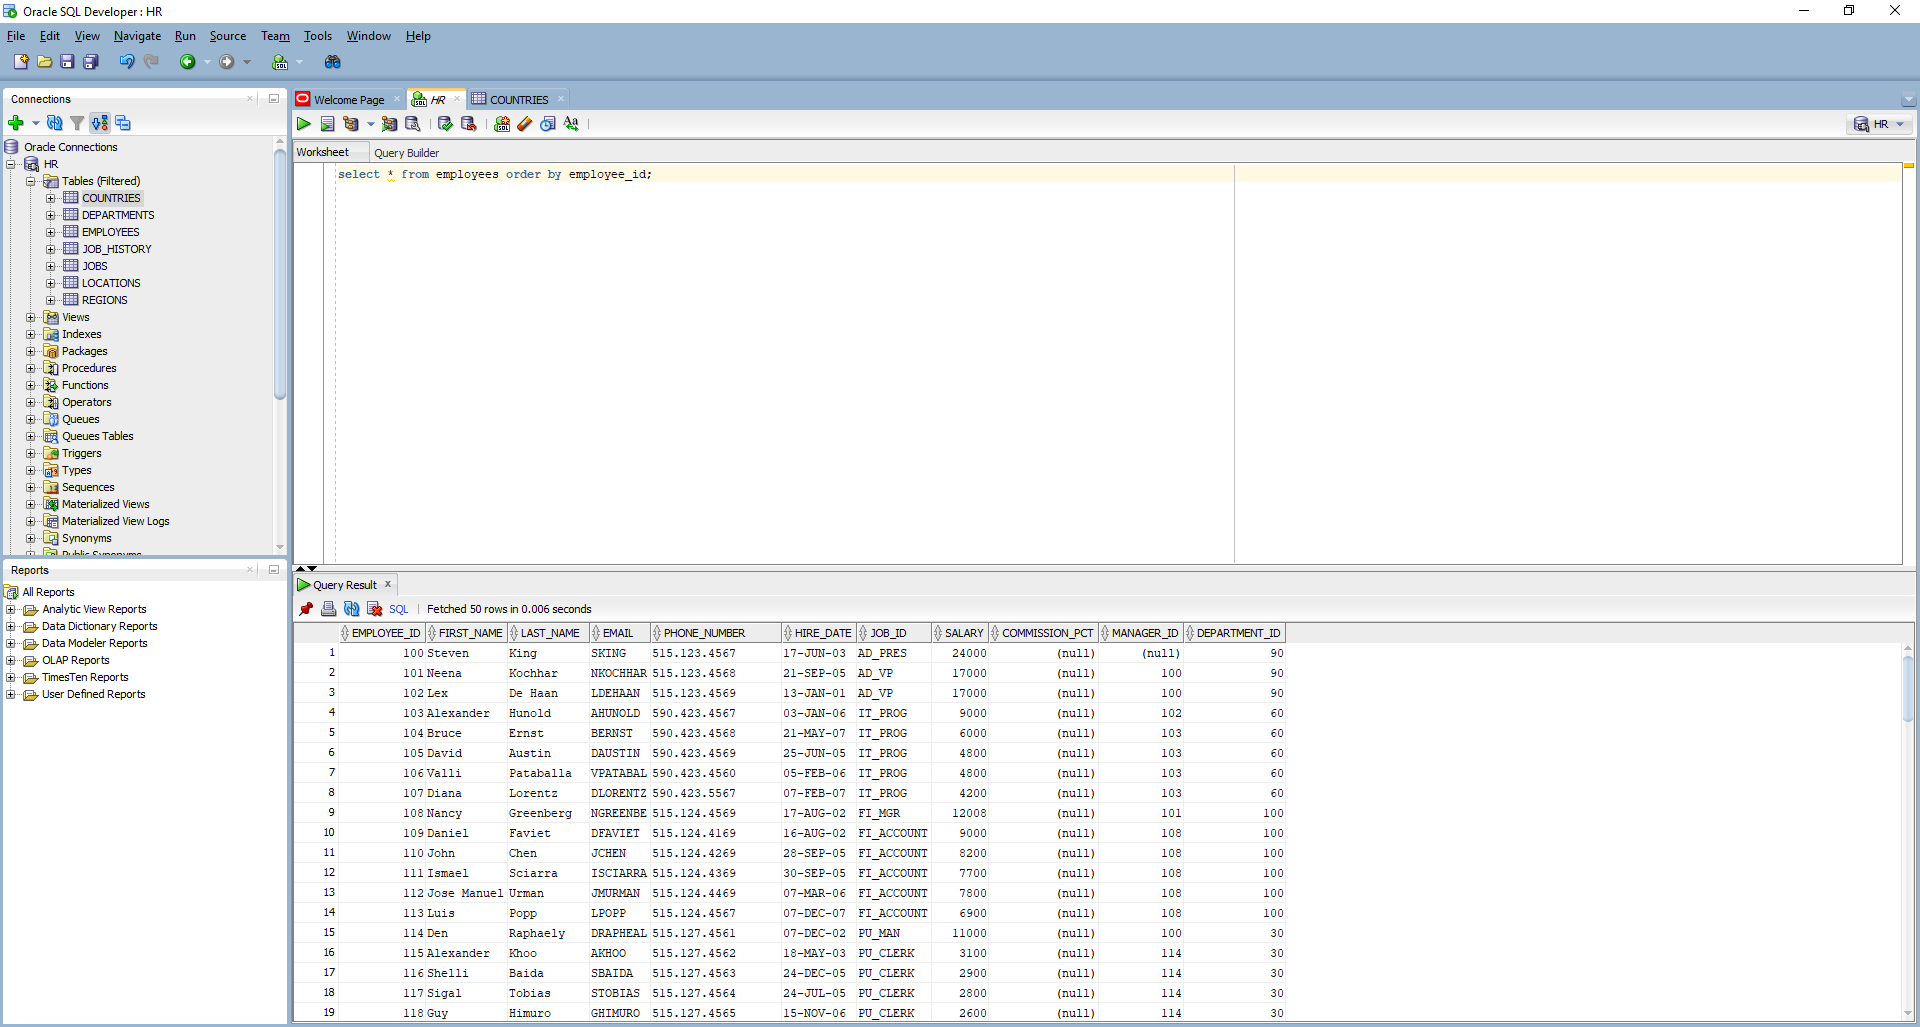 Oracle SQL Developer : HR
File Edit View Navigate Run Source Team Tools Window Help
Connections
Oracle Connections
HR
Tables (Filtered)
COUNTRIES
DEPARTMENTS
EMPLOYEES
JOB_HISTORY
JOBS
LOCATIONS
REGIONS
Views
Indexes
Packages
Procedures
Functions
Operators
Queues
Queues Tables
Triggers
Types
Sequences
Materialized Views
Materialized View Logs
Synonyms
Public Synonyms
Reports
All Reports
Analytic View Reports
Data Dictionary Reports
Data Modeler Reports
OLAP Reports
TimesTen Reports
User Defined Reports
Welcome Page HR COUNTRIES
HR
Worksheet Query Builder
select * from employees order by employee_id;
Query Result
SQL Fetched 50 rows in 0.006 seconds
EMPLOYEE_ID FIRST_NAME LAST_NAME EMAIL PHONE_NUMBER HIRE_DATE JOB_ID SALARY COMMISSION_PCT MANAGER_ID DEPARTMENT_ID
1 100 Steven King SKING 515.123.4567 17-JUN-03 AD_PRES 24000 (null) (null) 90
2 101 Neena Kochhar NKOCHHAR 515.123.4568 21-SEP-05 AD_VP 17000 (null) 100 90
3 102 Lex De Haan LDEHAAN 515.123.4569 13-JAN-01 AD_VP 17000 (null) 100 90
4 103 Alexander Hunold AHUNOLD 590.423.4567 03-JAN-06 IT_PROG 9000 (null) 102 60
5 104 Bruce Ernst BERNST 590.423.4568 21-MAY-07 IT_PROG 6000 (null) 103 60
6 105 David Austin DAUSTIN 590.423.4569 25-JUN-05 IT_PROG 4800 (null) 103 60
7 106 Valli Pataballa VPATABAL 590.423.4560 05-FEB-06 IT_PROG 4800 (null) 103 60
8 107 Diana Lorentz DLORENTZ 590.423.5567 07-FEB-07 IT_PROG 4200 (null) 103 60
9 108 Nancy Greenberg NGREENBE 515.124.4569 17-AUG-02 FI_MGR 12008 (null) 101 100
10 109 Daniel Faviet DFAVIET 515.124.4169 16-AUG-02 FI_ACCOUNT 9000 (null) 108 100
11 110 John Chen JCHEN 515.124.4269 28-SEP-05 FI_ACCOUNT 8200 (null) 108 100
12 111 Ismael Sciarra ISCIARRA 515.124.4369 30-SEP-05 FI_ACCOUNT 7700 (null) 108 100
13 112 Jose Manuel Urman JMURMAN 515.124.4469 07-MAR-06 FI_ACCOUNT 7800 (null) 108 100
14 113 Luis Popp LPOPP 515.124.4567 07-DEC-07 FI_ACCOUNT 6900 (null) 108 100
15 114 Den Raphaely DRAPHEAL 515.127.4561 07-DEC-02 PU_MAN 11000 (null) 100 30
16 115 Alexander Khoo AKHOO 515.127.4562 18-MAY-03 PU_CLERK 3100 (null) 114 30
17 116 Shelli Baida SBAIDA 515.127.4563 24-DEC-05 PU_CLERK 2900 (null) 114 30
18 117 Sigal Tobias STOBIAS 515.127.4564 24-JUL-05 PU_CLERK 2800 (null) 114 30
19 118 Guy Himuro GHIMURO 515.127.4565 15-NOV-06 PU_CLERK 2600 (null) 114 30